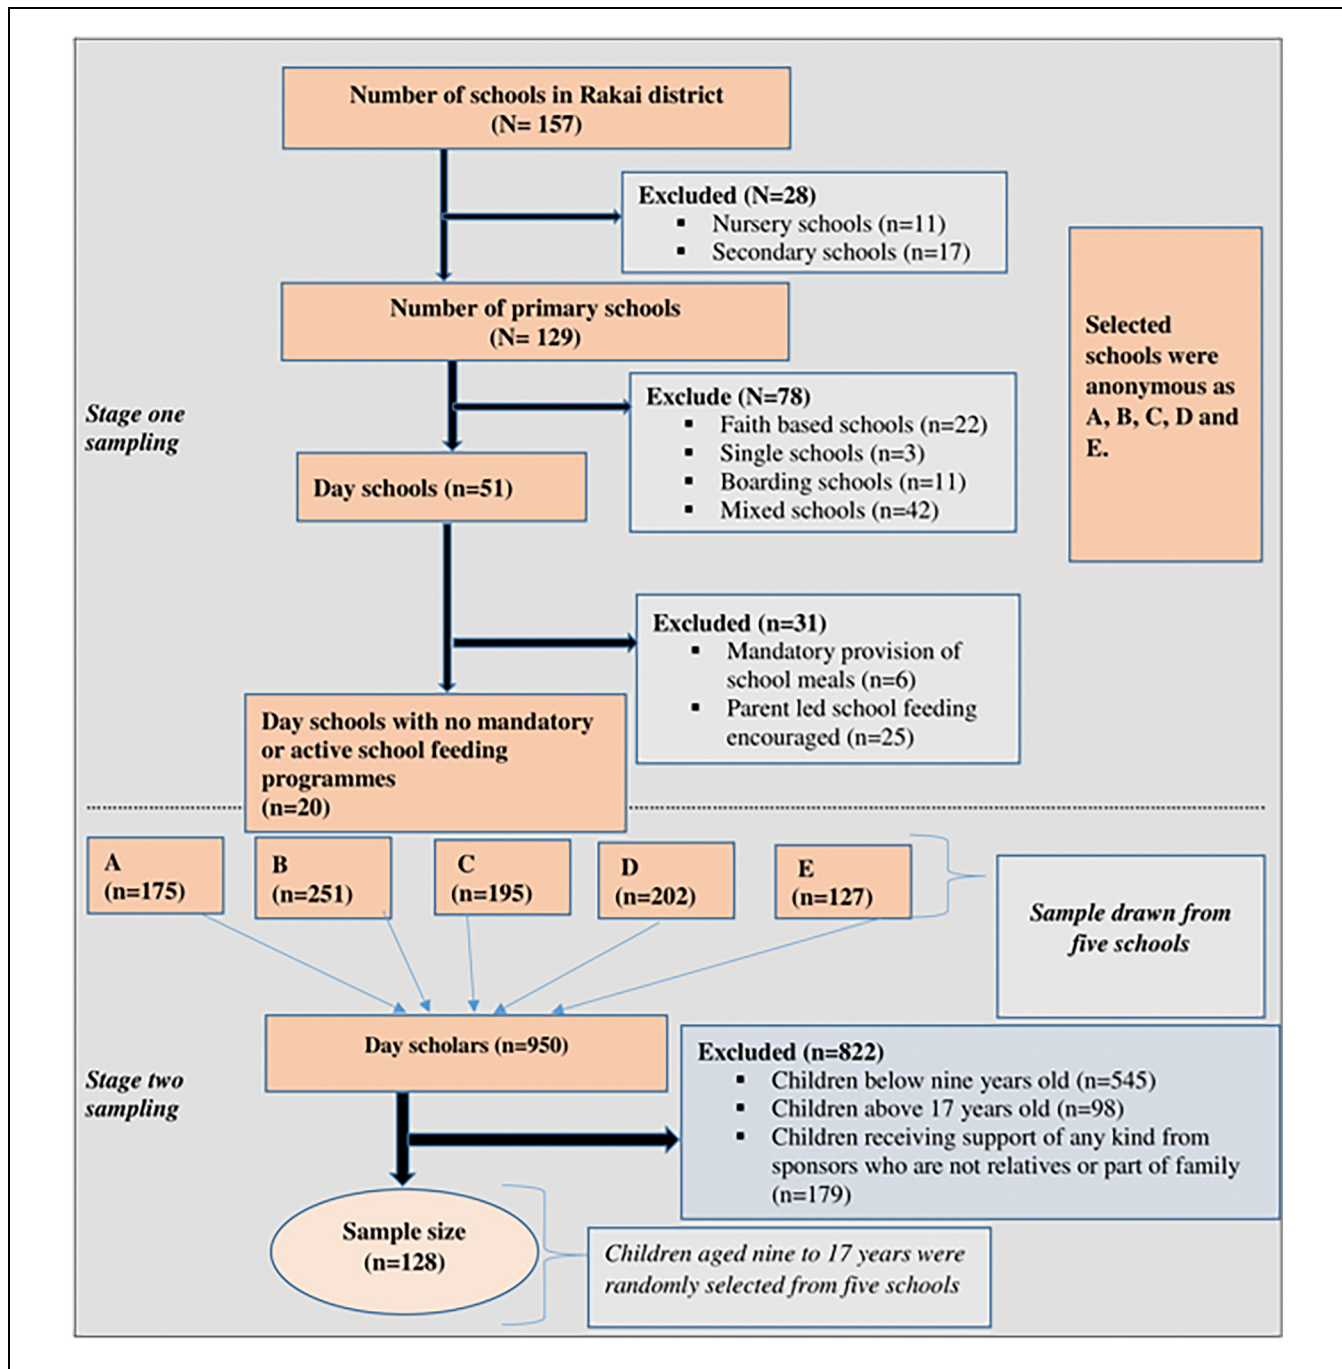 Number of schools in Rakai district
(N= 157)
Excluded (N=28)
▪ Nursery schools (n=11)
▪ Secondary schools (n=17)
Number of primary schools
(N= 129)
Selected
schools were
anonymous as
A, B, C, D and
E.
Stage one
sampling
Exclude (N=78)
▪ Faith based schools (n=22)
▪ Single schools (n=3)
▪ Boarding schools (n=11)
▪ Mixed schools (n=42)
Day schools (n=51)
Excluded (n=31)
▪ Mandatory provision of
school meals (n=6)
▪ Parent led school feeding
encouraged (n=25)
Day schools with no mandatory
or active school feeding
programmes
(n=20)
A
(n=175)
B
(n=251)
C
(n=195)
D
(n=202)
E
(n=127)
Sample drawn from
five schools
Day scholars (n=950)
Stage two
sampling
Excluded (n=822)
▪ Children below nine years old (n=545)
▪ Children above 17 years old (n=98)
▪ Children receiving support of any kind from
sponsors who are not relatives or part of family
(n=179)
Sample size
(n=128)
Children aged nine to 17 years were
randomly selected from five schools